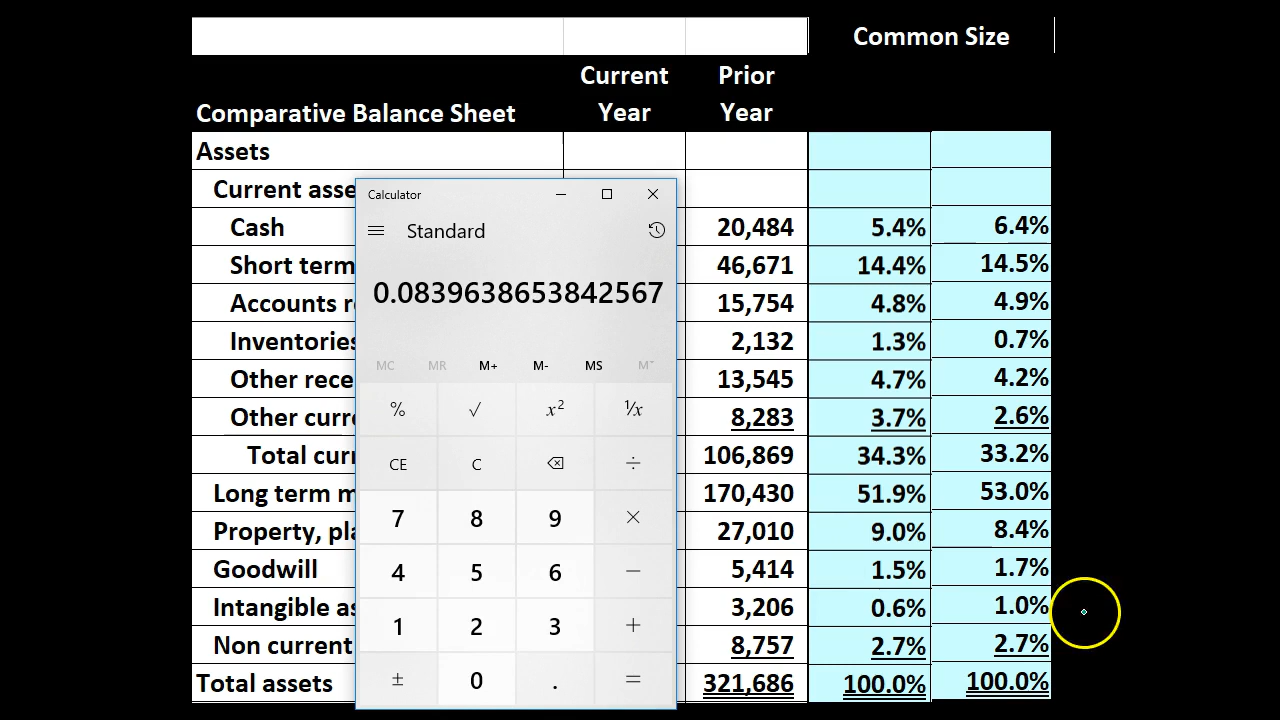 Common Size
Current Prior
Comparative Balance Sheet Year Year
Assets
Current asse
Cash 20,484 5.4% 6.4%
Short term 46,671 14.4% 14.5%
Accounts r 15,754 4.8% 4.9%
Inventories 2,132 1.3% 0.7%
Other rece 13,545 4.7% 4.2%
Other curr 8,283 3.7% 2.6%
Total curr 106,869 34.3% 33.2%
Long term m 170,430 51.9% 53.0%
Property, pla 27,010 9.0% 8.4%
Goodwill 5,414 1.5% 1.7%
Intangible as 3,206 0.6% 1.0%
Non current 8,757 2.7% 2.7%
Total assets 321,686 100.0% 100.0%
Calculator
Standard
0.0839638653842567
MC MR M+ M- MS M˅
% √ x² ¹/x
CE C ⌫ ÷
7 8 9 ×
4 5 6 −
1 2 3 +
± 0 . =